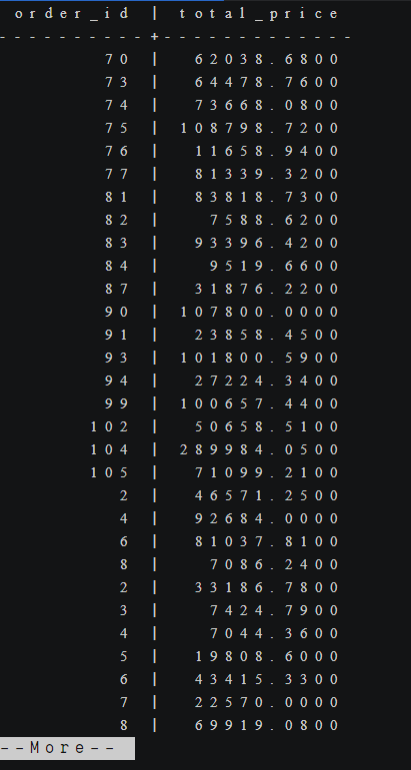 order_id | total_price
----------+-------------
70 | 62038.6800
73 | 64478.7600
74 | 73668.0800
75 | 108798.7200
76 | 11658.9400
77 | 81339.3200
81 | 83818.7300
82 | 7588.6200
83 | 93396.4200
84 | 9519.6600
87 | 31876.2200
90 | 107800.0000
91 | 23858.4500
93 | 101800.5900
94 | 27224.3400
99 | 100657.4400
102 | 50658.5100
104 | 289984.0500
105 | 71099.2100
2 | 46571.2500
4 | 92684.0000
6 | 81037.8100
8 | 7086.2400
2 | 33186.7800
3 | 7424.7900
4 | 7044.3600
5 | 19808.6000
6 | 43415.3300
7 | 22570.0000
8 | 69919.0800
--More--